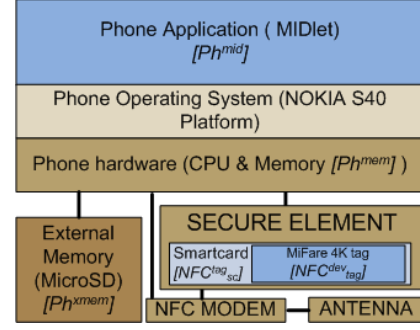 Phone Application ( MIDlet)
[Ph^mid]
Phone Operating System (NOKIA S40
Platform)
Phone hardware (CPU & Memory [Ph^mem] )
External
Memory
(MicroSD)
[Ph^xmem]
SECURE ELEMENT
Smartcard
[NFC^tag_sc]
MiFare 4K tag
[NFC^dev_tag]
NFC MODEM
ANTENNA